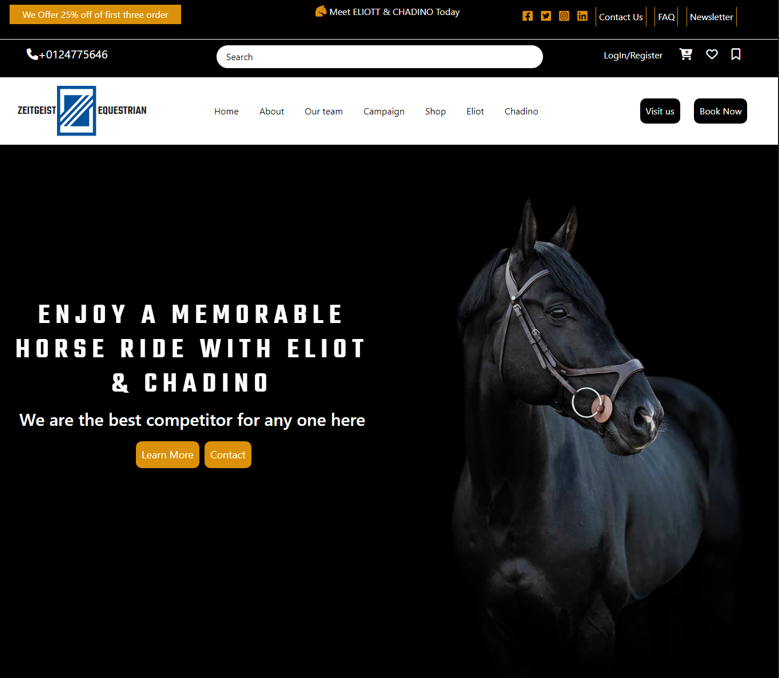 We Offer 25% off of first three order
Meet ELIOTT & CHADINO Today
Contact Us
FAQ
Newsletter
+0124775646
Search
LogIn/Register
ZEITGEIST EQUESTRIAN
Home
About
Our team
Campaign
Shop
Eliot
Chadino
Visit us
Book Now
ENJOY A MEMORABLE
HORSE RIDE WITH ELIOT
& CHADINO
We are the best competitor for any one here
Learn More
Contact